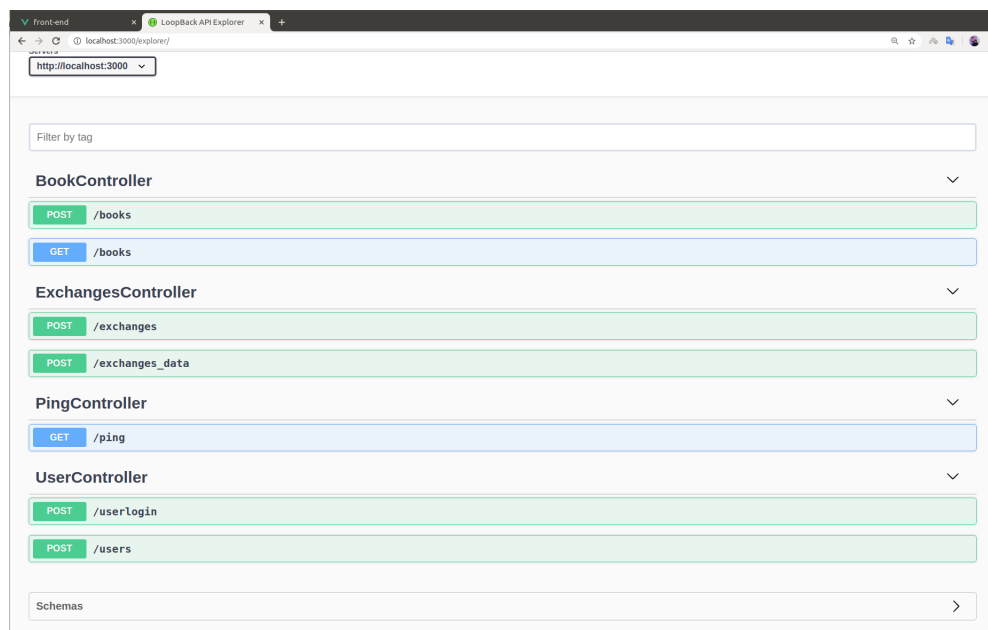 front-end × LoopBack API Explorer × +
localhost:3000/explorer/
Servers
http://localhost:3000
Filter by tag
BookController
POST /books
GET /books
ExchangesController
POST /exchanges
POST /exchanges_data
PingController
GET /ping
UserController
POST /userlogin
POST /users
Schemas